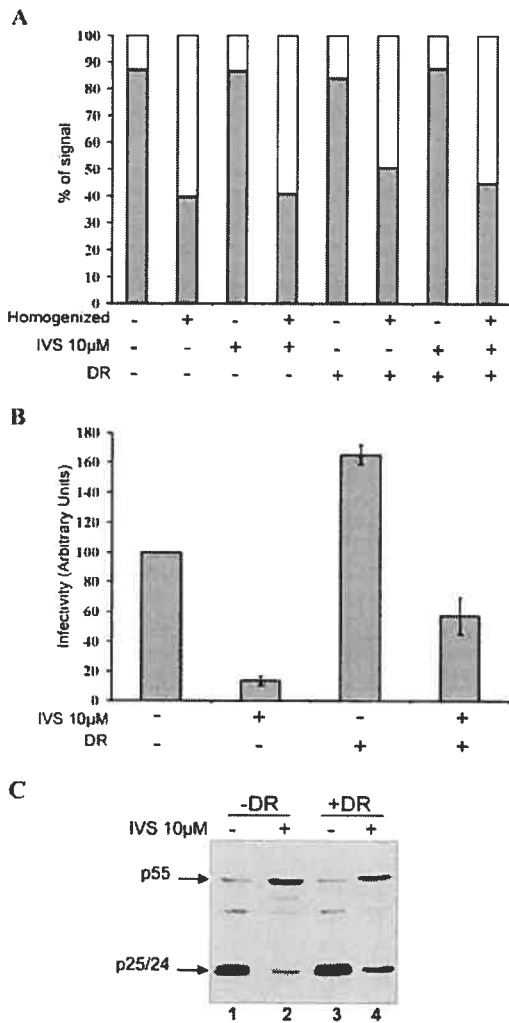 A
100
90
80
70
60
50
40
30
20
10
0
% of signal
Homogenized - + - + - + - +
IVS 10µM - - + + - - + +
DR - - - - + + + +
B
180
160
140
120
100
80
60
40
20
0
Infectivity (Arbitrary Units)
IVS 10µM - + - +
DR - - + +
C
-DR +DR
IVS 10µM - + - +
p55
p25/24
1 2 3 4